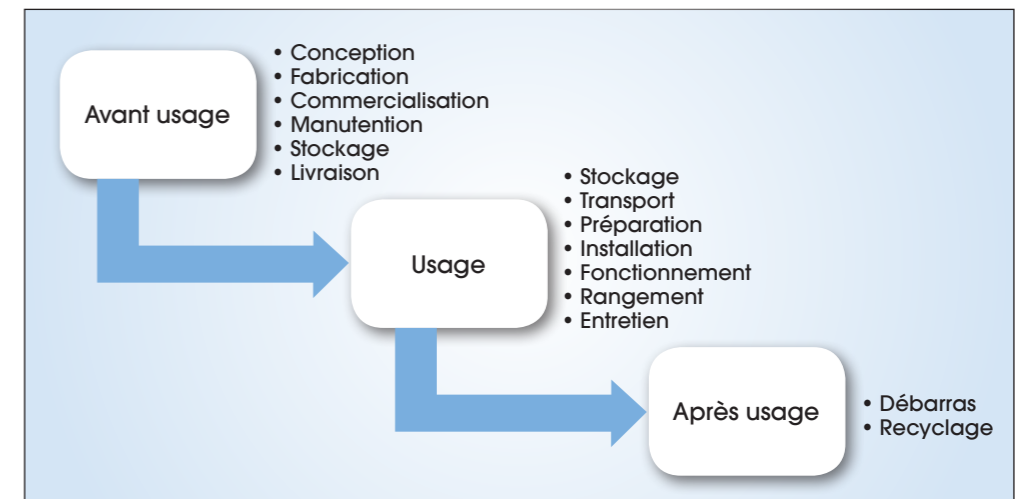 Avant usage
• Conception
• Fabrication
• Commercialisation
• Manutention
• Stockage
• Livraison
Usage
• Stockage
• Transport
• Préparation
• Installation
• Fonctionnement
• Rangement
• Entretien
Après usage
• Débarras
• Recyclage